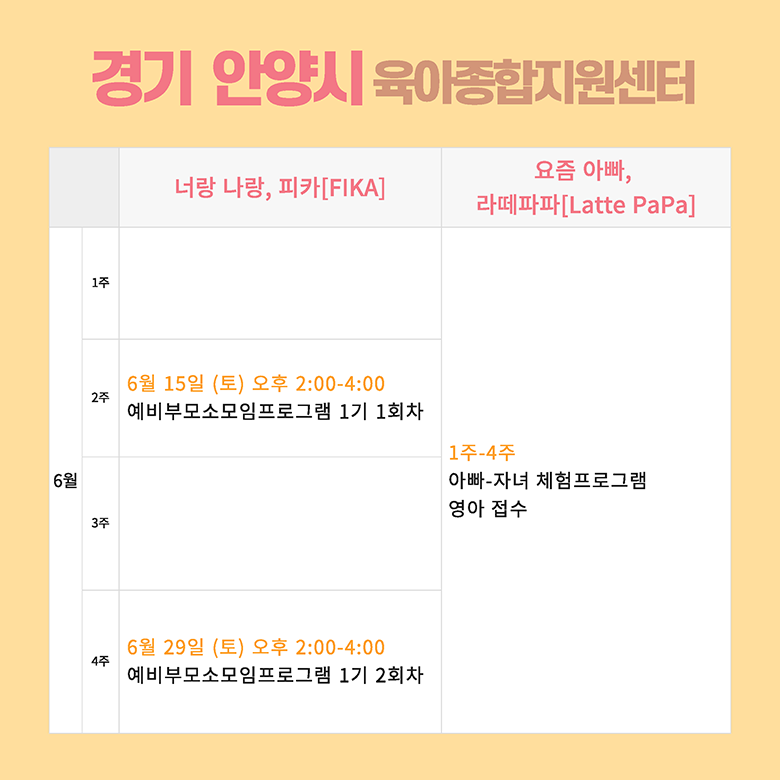 경기 안양시 육아종합지원센터
너랑 나랑, 피카[FIKA]
요즘 아빠,
라떼파파[Latte PaPa]
6월
1주
2주
6월 15일 (토) 오후 2:00-4:00
예비부모소모임프로그램 1기 1회차
3주
4주
6월 29일 (토) 오후 2:00-4:00
예비부모소모임프로그램 1기 2회차
1주-4주
아빠-자녀 체험프로그램
영아 접수